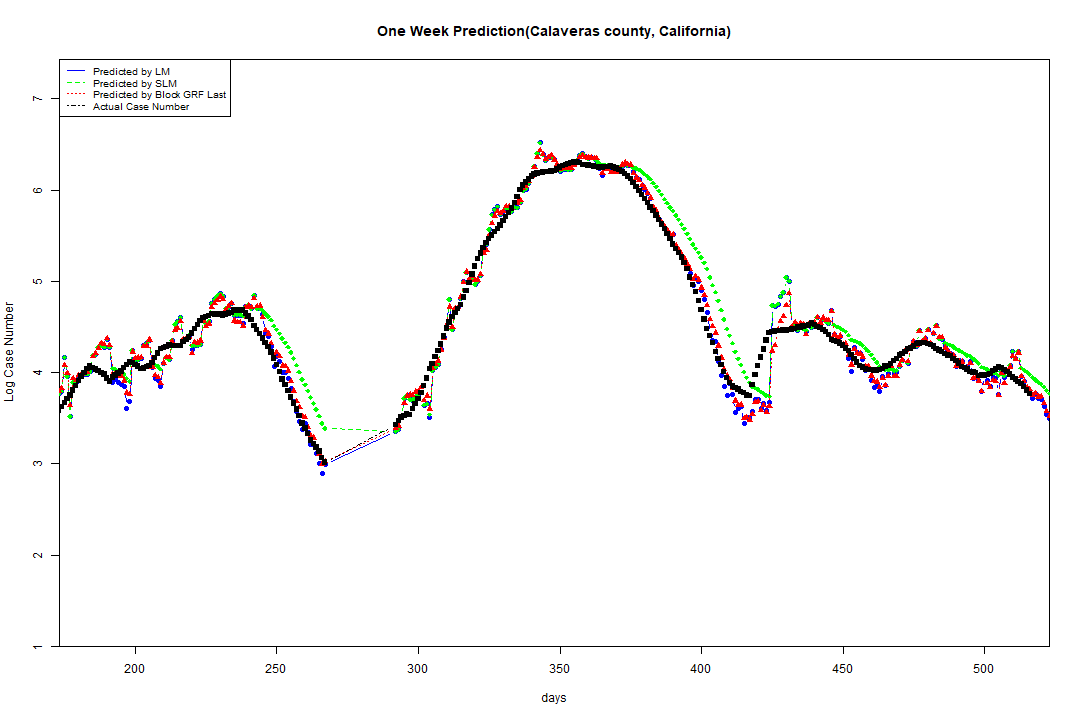 One Week Prediction(Calaveras county, California)
Predicted by LM
Predicted by SLM
Predicted by Block GRF Last
Actual Case Number
7
6
5
4
3
2
1
Log Case Number
200 250 300 350 400 450 500
days